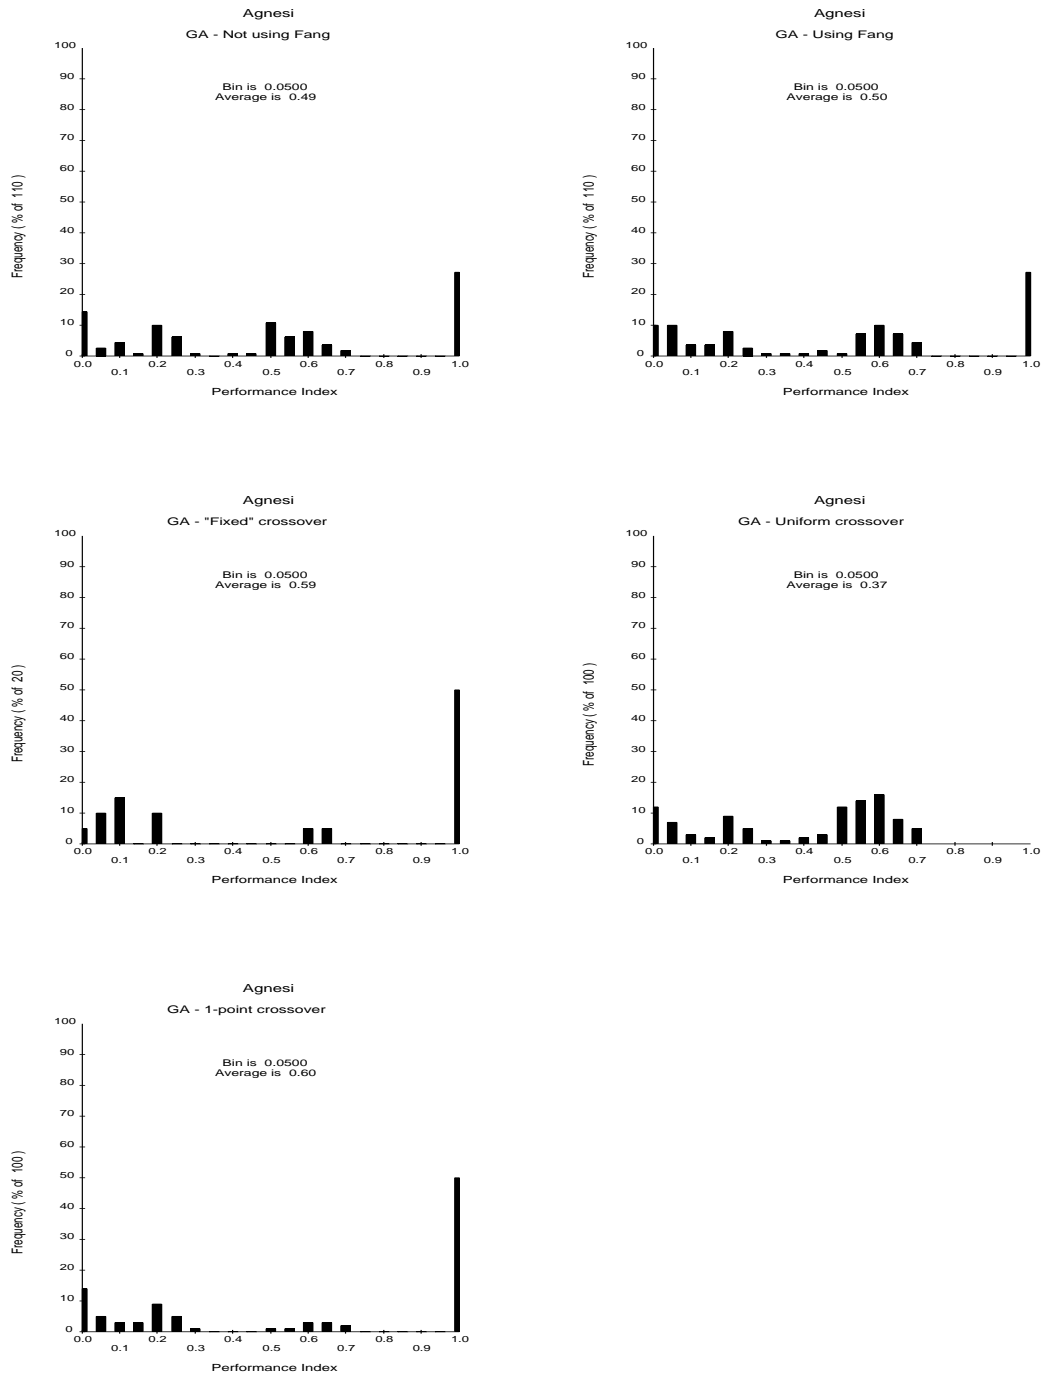 Agnesi
GA - Not using Fang
100
90
80
70
60
50
40
30
20
10
0
Bin is 0.0500
Average is 0.49
Frequency ( % of 110 )
0.0 0.2 0.3 0.4 0.5 0.6 0.7 0.8 1.0
0.1 0.9
Performance Index
Agnesi
GA - Using Fang
100
90
80
70
60
50
40
30
20
10
0
Bin is 0.0500
Average is 0.50
Frequency ( % of 110 )
0.0 0.2 0.4 0.6 0.8 1.0
0.1 0.3 0.5 0.7 0.9
Performance Index
Agnesi
GA - "Fixed" crossover
100
90
80
70
60
50
40
30
20
10
0
Bin is 0.0500
Average is 0.59
Frequency ( % of 20 )
0.0 0.2 0.4 0.6 0.8 1.0
0.1 0.3 0.5 0.7 0.9
Performance Index
Agnesi
GA - Uniform crossover
100
90
80
70
60
50
40
30
20
10
0
Bin is 0.0500
Average is 0.37
Frequency ( % of 100 )
0.0 0.2 0.4 0.6 0.8 1.0
0.1 0.3 0.5 0.7 0.9
Performance Index
Agnesi
GA - 1-point crossover
100
90
80
70
60
50
40
30
20
10
0
Bin is 0.0500
Average is 0.60
Frequency ( % of 100 )
0.0 0.2 0.4 0.6 0.8 1.0
0.1 0.3 0.5 0.7 0.9
Performance Index